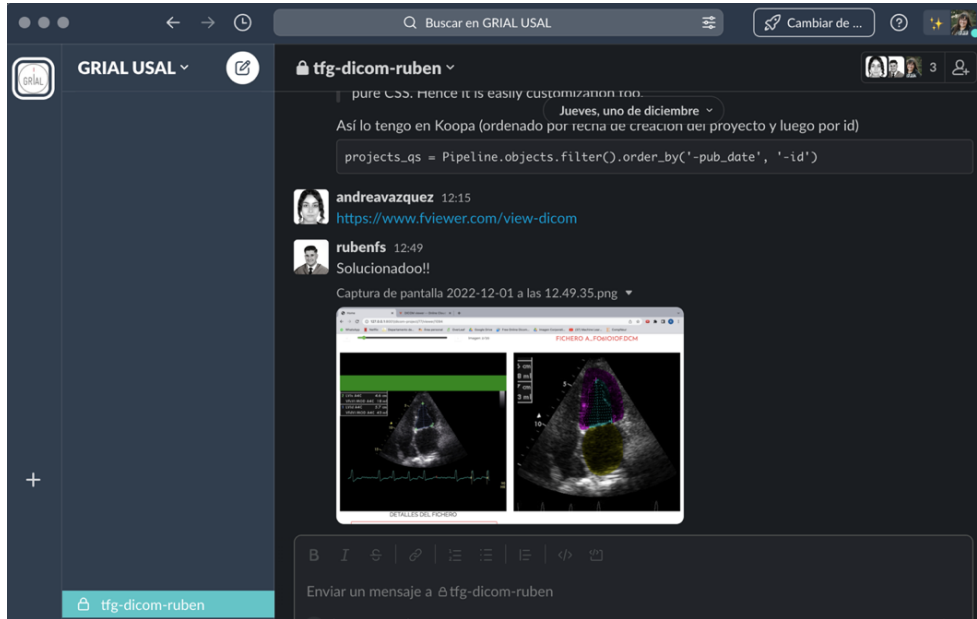 Buscar en GRIAL USAL
Cambiar de ...
GRIAL
GRIAL USAL
tfg-dicom-ruben
3
pure CSS. Hence it is easily customization too.
Jueves, uno de diciembre
Así lo tengo en Koopa (ordenado por fecha de creación del proyecto y luego por id)
projects_qs = Pipeline.objects.filter().order_by('-pub_date', '-id')
andreavazquez 12:15
https://www.fviewer.com/view-dicom
rubenfs 12:49
Solucionadoo!!
Captura de pantalla 2022-12-01 a las 12.49.35.png
DETALLES DEL FICHERO
5
10
Enviar un mensaje a tfg-dicom-ruben
tfg-dicom-ruben